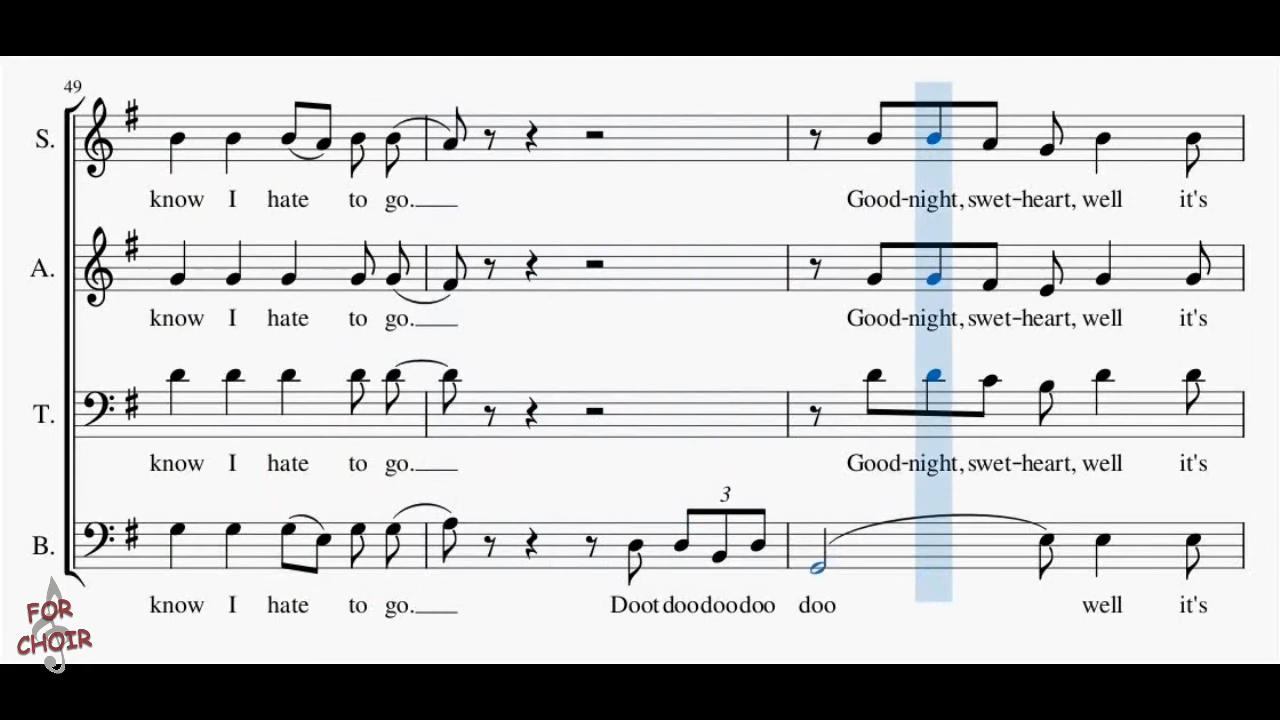 49
S.
know I hate to go.
Good-night, swet-heart, well it's
A.
know I hate to go.
Good-night, swet-heart, well it's
T.
know I hate to go.
Good-night, swet-heart, well it's
3
B.
know I hate to go.
Doot doo doo doo doo well it's
FOR
CHOIR